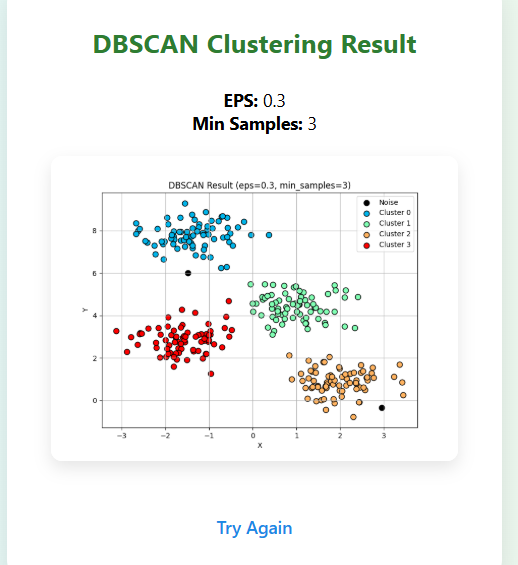 DBSCAN Clustering Result
EPS: 0.3
Min Samples: 3
DBSCAN Result (eps=0.3, min_samples=3)
Noise
Cluster 0
Cluster 1
Cluster 2
Cluster 3
8
6
4
2
0
Y
−3 −2 −1 0 1 2 3
X
Try Again